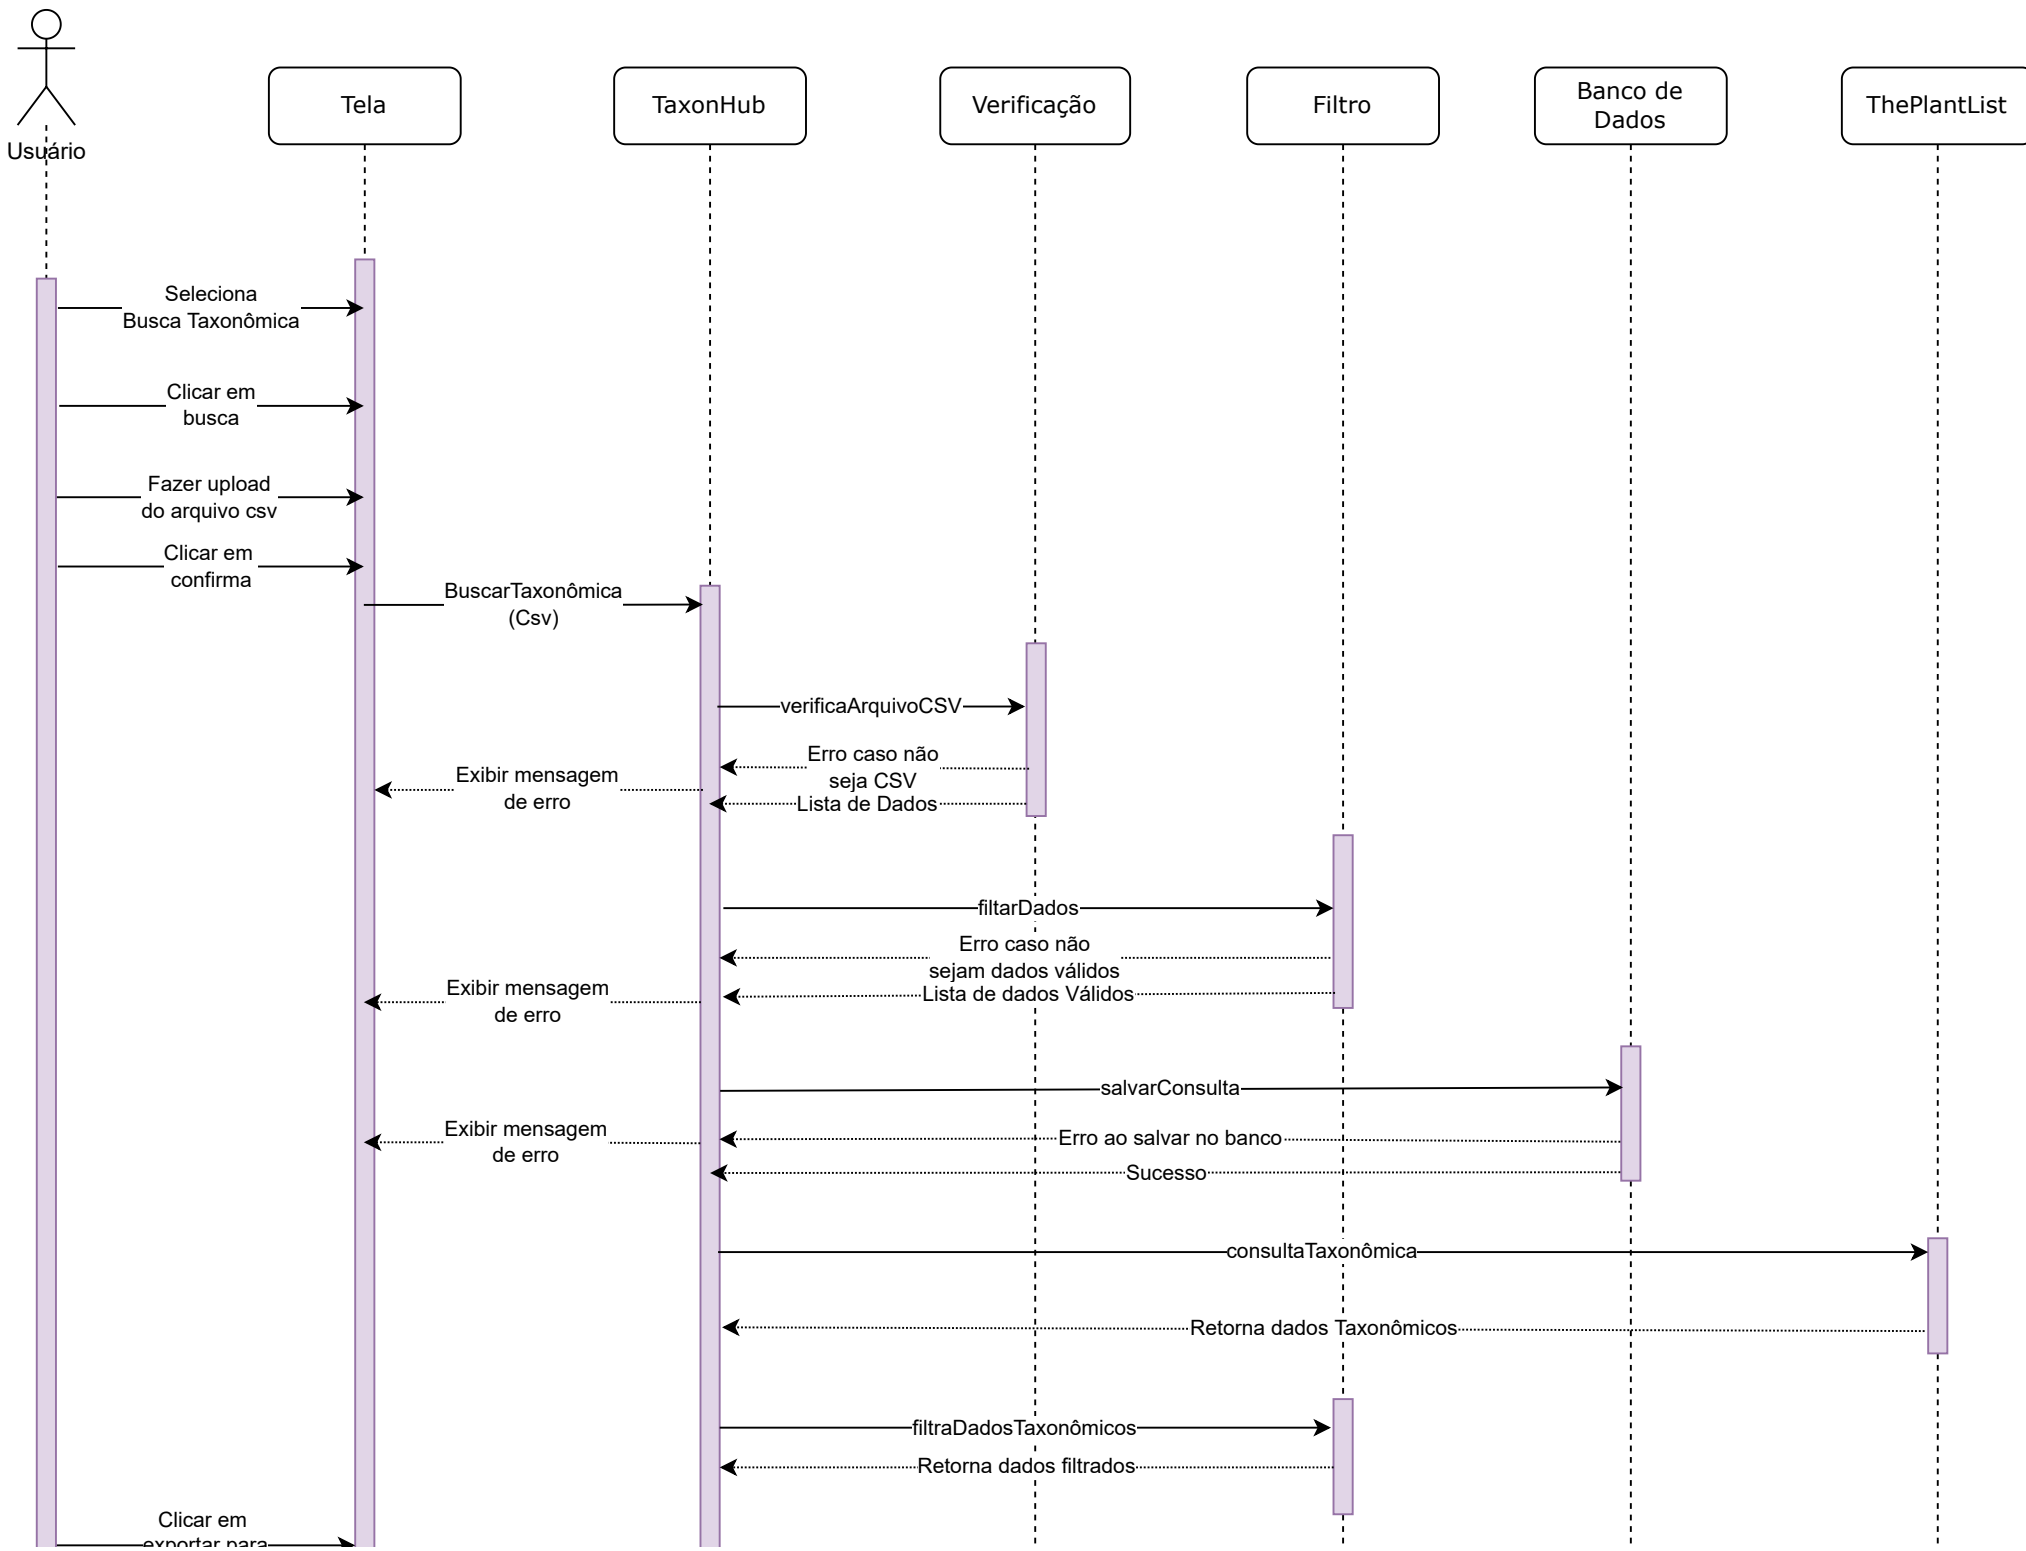 Usuário
Tela
TaxonHub
Verificação
Filtro
Banco de
Dados
ThePlantList
Seleciona
Busca Taxonômica
Clicar em
busca
Fazer upload
do arquivo csv
Clicar em
confirma
BuscarTaxonômica
(Csv)
verificaArquivoCSV
Erro caso não
seja CSV
Exibir mensagem
de erro
Lista de Dados
filtarDados
Erro caso não
sejam dados válidos
Lista de dados Válidos
Exibir mensagem
de erro
salvarConsulta
Exibir mensagem
de erro
Erro ao salvar no banco
Sucesso
consultaTaxonômica
Retorna dados Taxonômicos
filtraDadosTaxonômicos
Retorna dados filtrados
Clicar em
exportar para